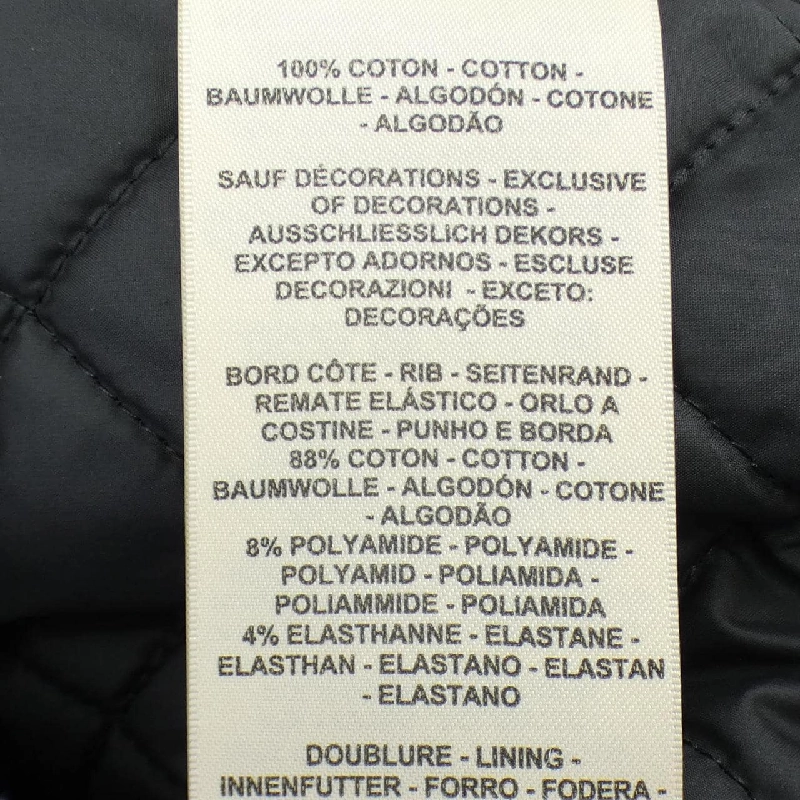 100% COTON - COTTON -
BAUMWOLLE - ALGODÓN - COTONE
- ALGODÃO
SAUF DÉCORATIONS - EXCLUSIVE
OF DECORATIONS -
AUSSCHLIESSLICH DEKORS -
EXCEPTO ADORNOS - ESCLUSE
DECORAZIONI - EXCETO:
DECORAÇÕES
BORD CÔTE - RIB - SEITENRAND -
REMATE ELÁSTICO - ORLO A
COSTINE - PUNHO E BORDA
88% COTON - COTTON -
BAUMWOLLE - ALGODÓN - COTONE
- ALGODÃO
8% POLYAMIDE - POLYAMIDE -
POLYAMID - POLIAMIDA -
POLIAMMIDE - POLIAMIDA
4% ELASTHANNE - ELASTANE -
ELASTHAN - ELASTANO - ELASTAN
- ELASTANO
DOUBLURE - LINING -
INNENFUTTER - FORRO - FODERA -